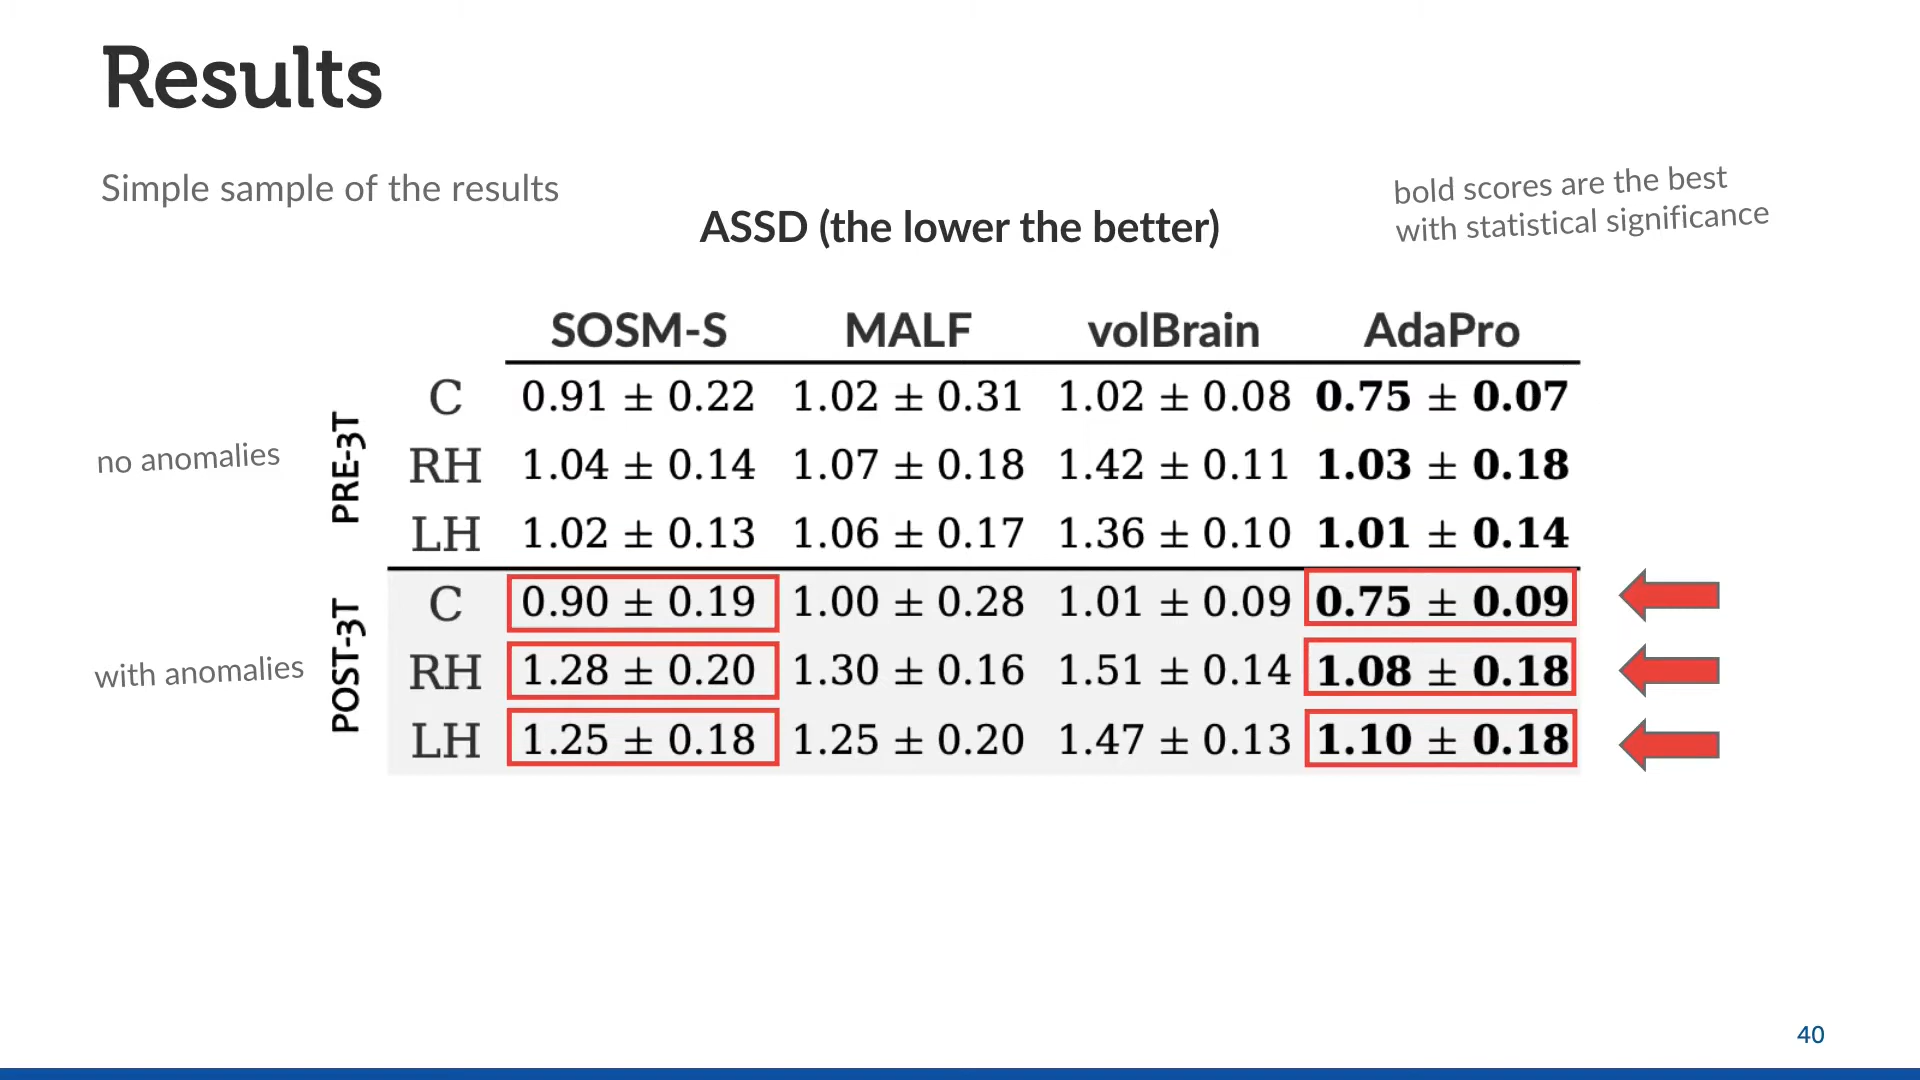 Results
Simple sample of the results
bold scores are the best
with statistical significance
ASSD (the lower the better)
SOSM-S MALF volBrain AdaPro
no anomalies
PRE-3T
C 0.91 ± 0.22 1.02 ± 0.31 1.02 ± 0.08 0.75 ± 0.07
RH 1.04 ± 0.14 1.07 ± 0.18 1.42 ± 0.11 1.03 ± 0.18
LH 1.02 ± 0.13 1.06 ± 0.17 1.36 ± 0.10 1.01 ± 0.14
with anomalies
POST-3T
C 0.90 ± 0.19 1.00 ± 0.28 1.01 ± 0.09 0.75 ± 0.09
RH 1.28 ± 0.20 1.30 ± 0.16 1.51 ± 0.14 1.08 ± 0.18
LH 1.25 ± 0.18 1.25 ± 0.20 1.47 ± 0.13 1.10 ± 0.18
40